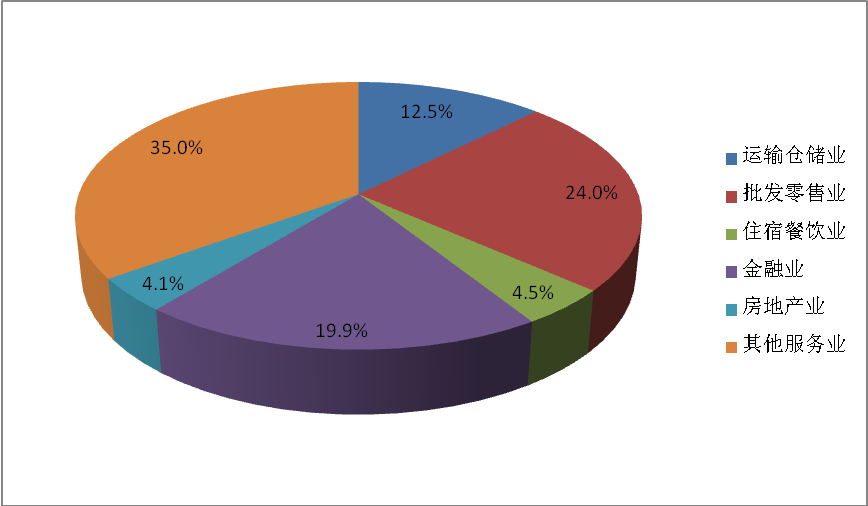 12.5%
24.0%
4.5%
19.9%
4.1%
35.0%
运输仓储业
批发零售业
住宿餐饮业
金融业
房地产业
其他服务业